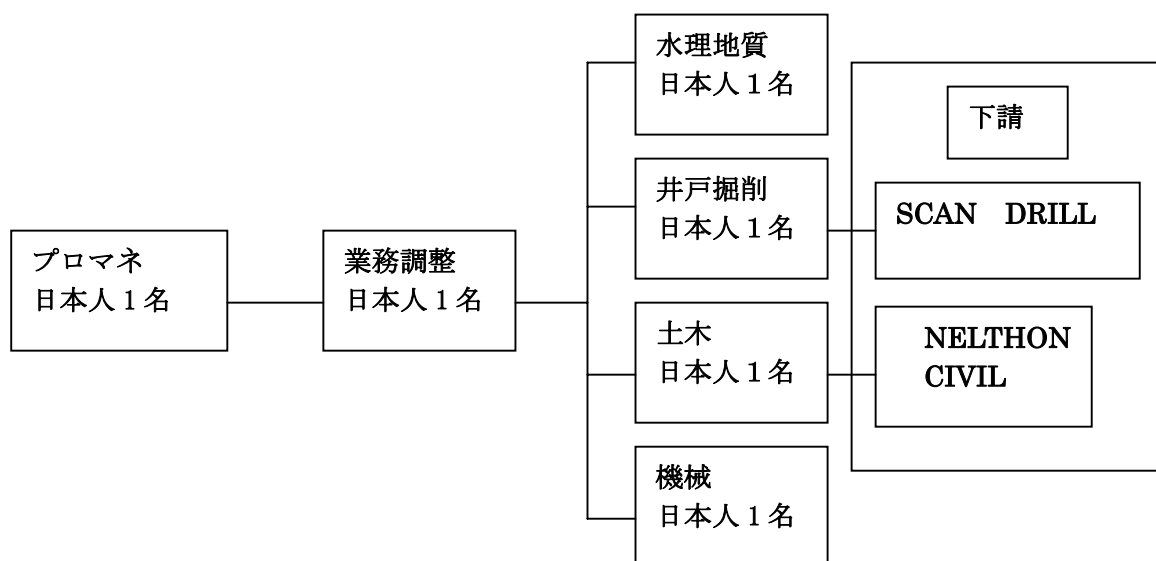 プロマネ
日本人１名
業務調整
日本人１名
水理地質
日本人１名
井戸掘削
日本人１名
土木
日本人１名
機械
日本人１名
下請
SCAN　DRILL
NELTHON
CIVIL